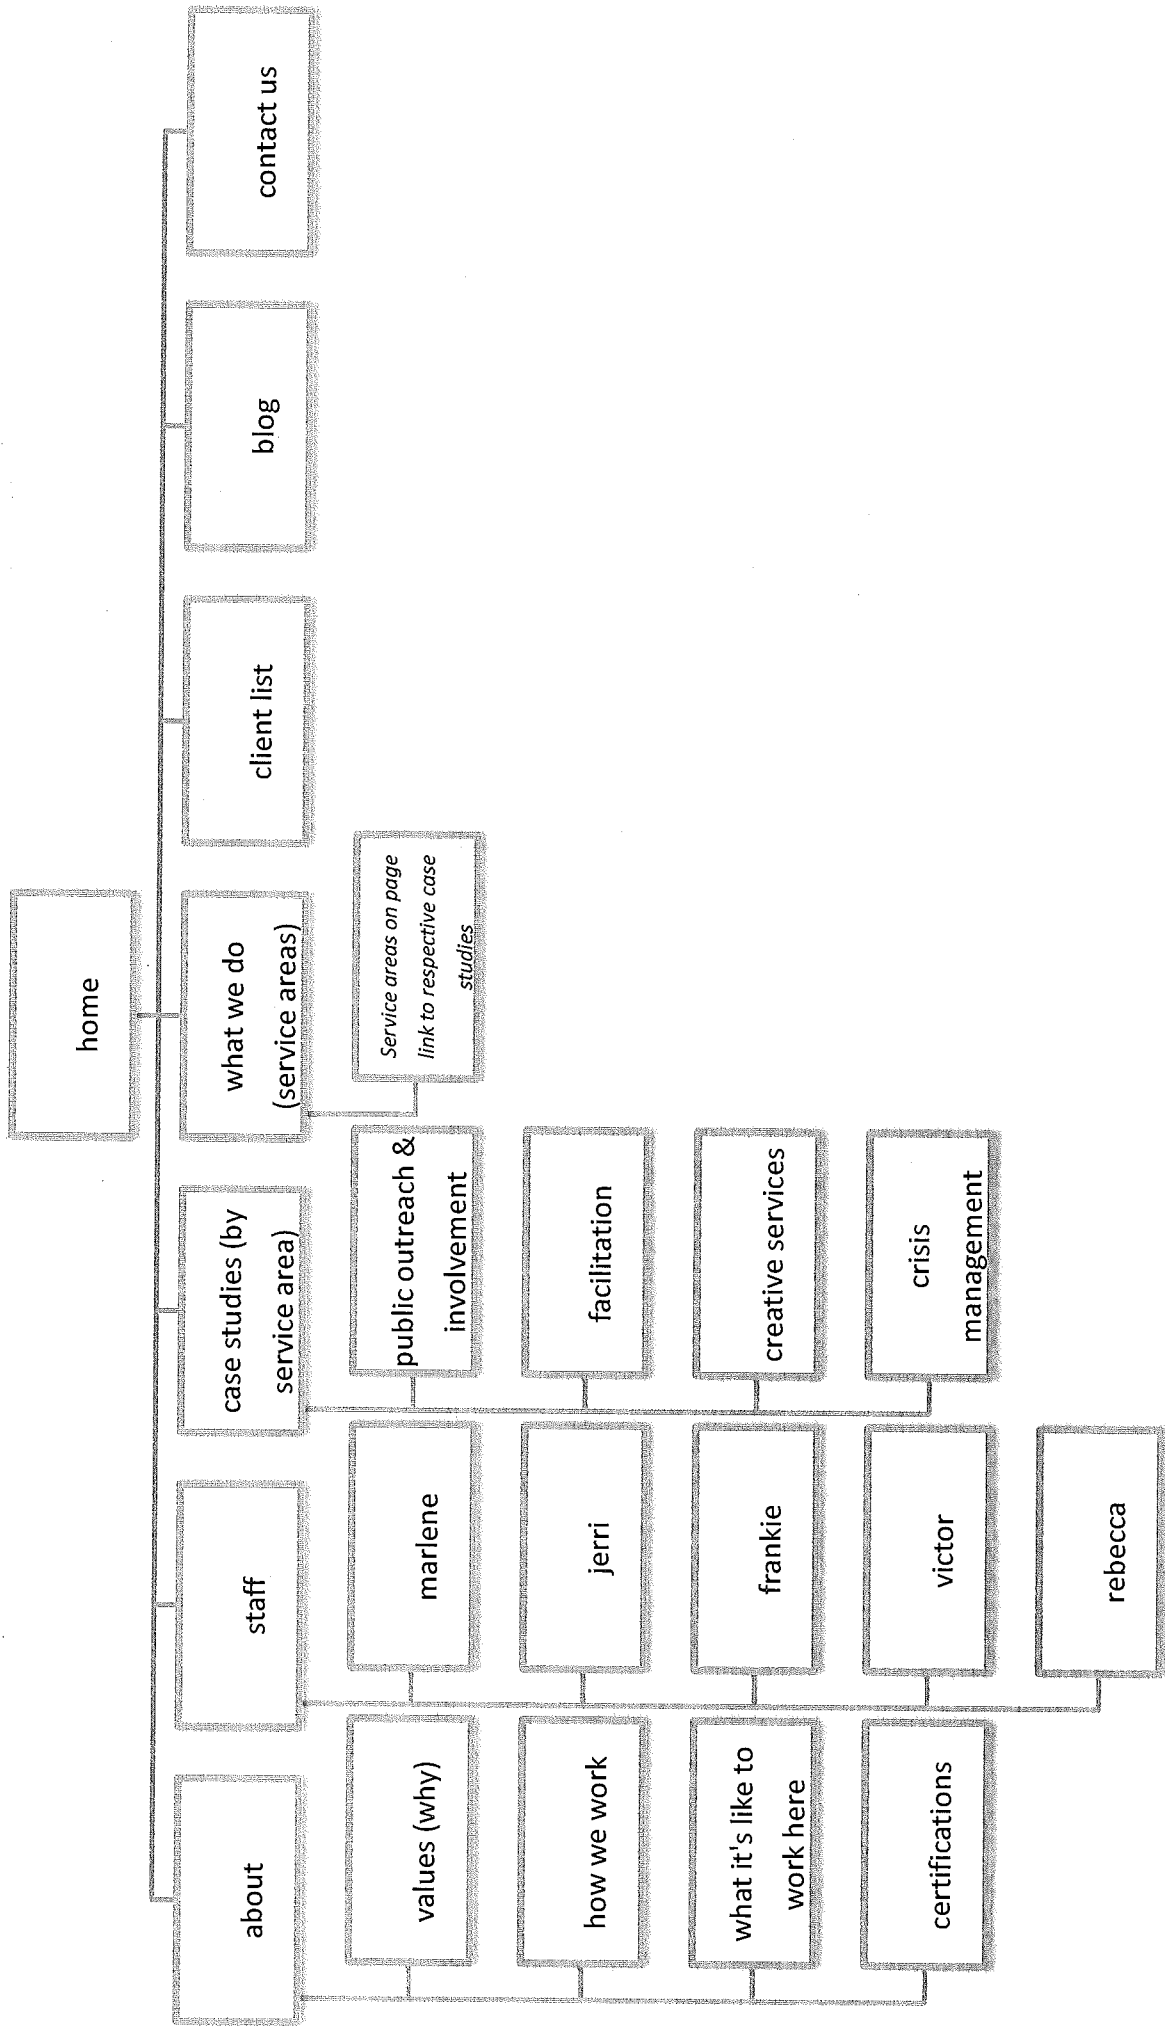 home
about
staff
case studies (by
service area)
what we do
(service areas)
client list
blog
contact us
values (why)
how we work
what it's like to
work here
certifications
marlene
jerri
frankie
victor
rebecca
public outreach &
involvement
facilitation
creative services
crisis
management
Service areas on page
link to respective case
studies